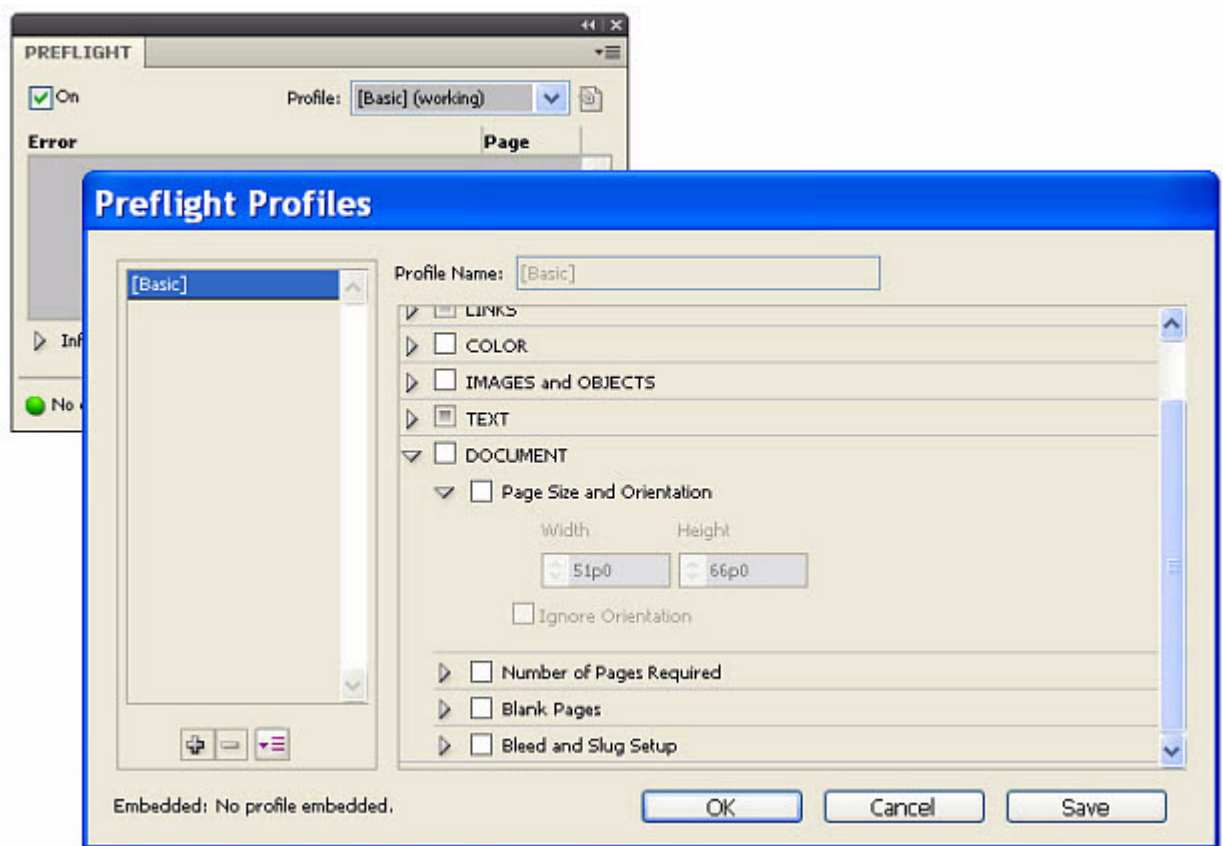 PREFLIGHT
On Profile: [Basic] (working)
Error Page
Preflight Profiles
[Basic]
Profile Name: [Basic]
LINKS
COLOR
IMAGES and OBJECTS
TEXT
DOCUMENT
Page Size and Orientation
Width Height
51p0 66p0
Ignore Orientation
Number of Pages Required
Blank Pages
Bleed and Slug Setup
Inf
No
Embedded: No profile embedded.
OK Cancel Save